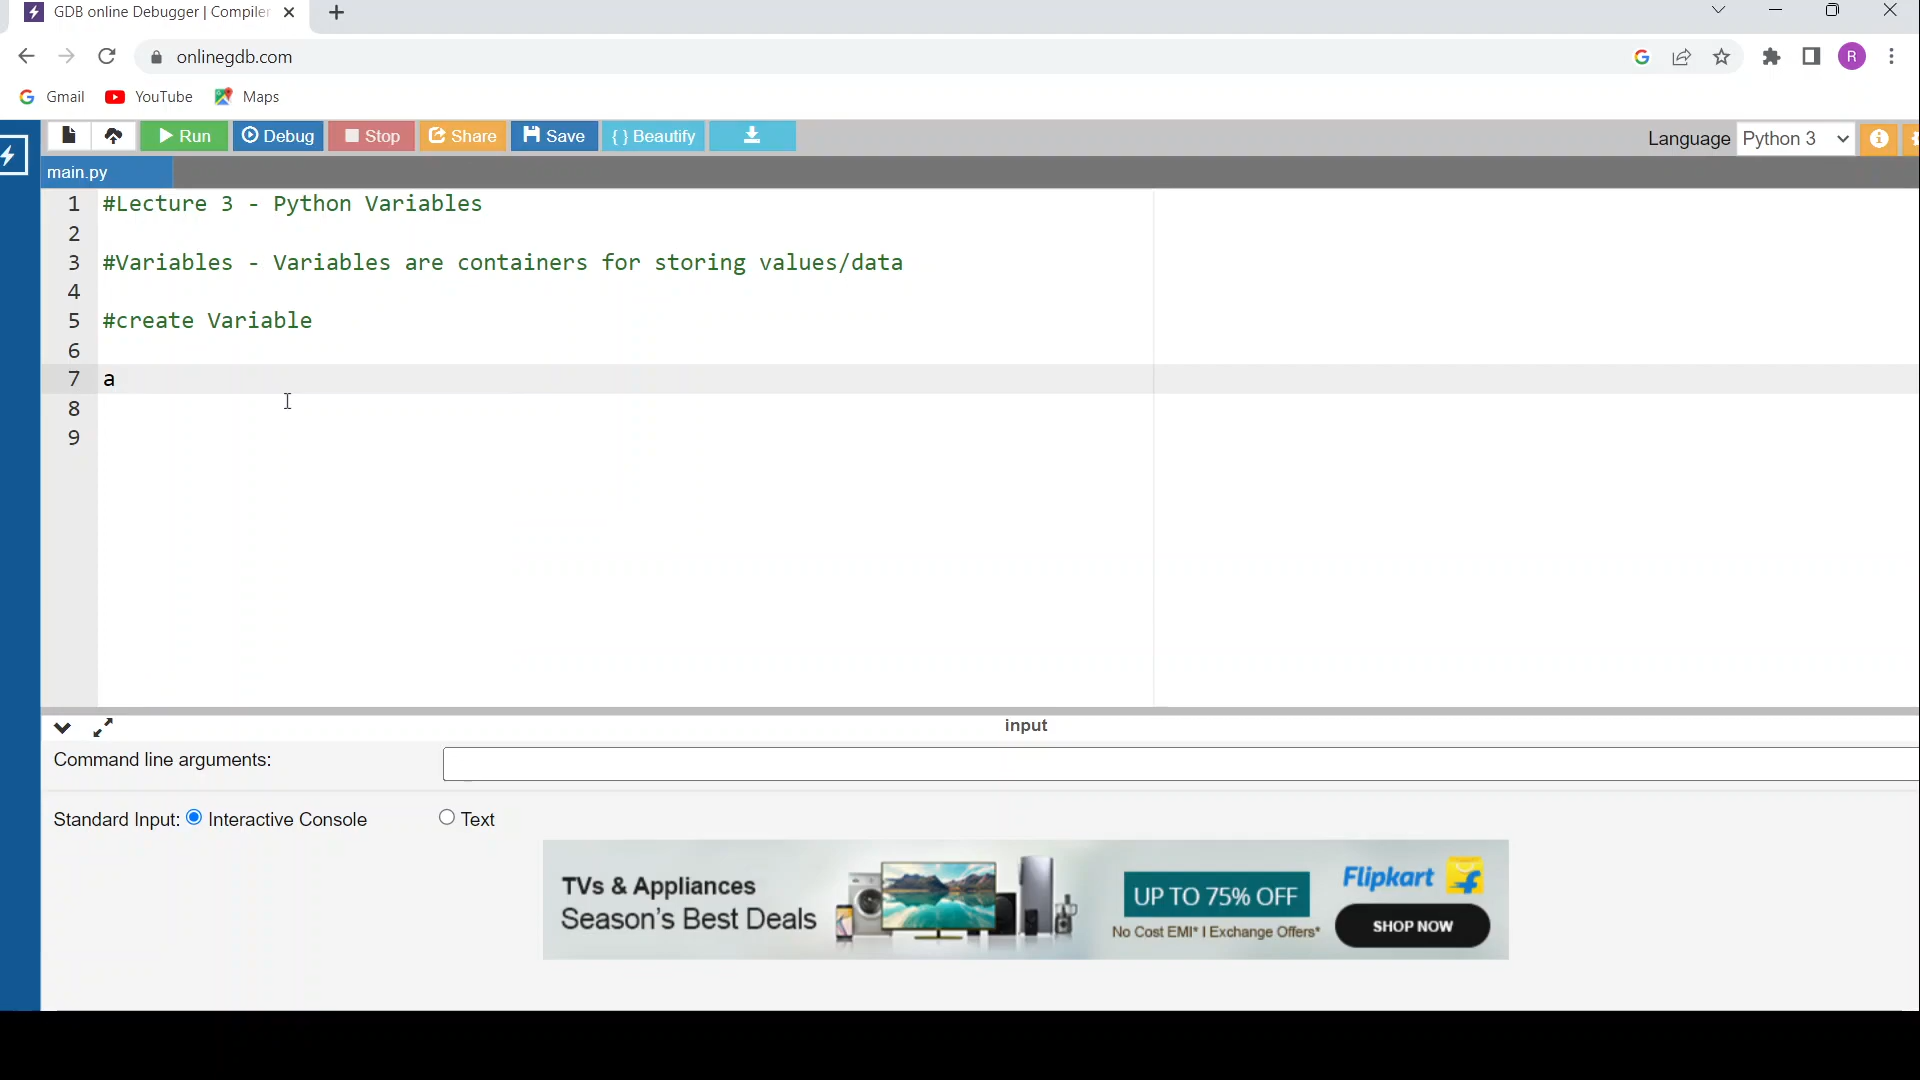 GDB online Debugger | Compiler
onlinegdb.com
R
Gmail YouTube Maps
Run Debug Stop Share Save { } Beautify
Language Python 3
main.py
1 #Lecture 3 - Python Variables
2
3 #Variables - Variables are containers for storing values/data
4
5 #create Variable
6
7 a
8
9
input
Command line arguments:
Standard Input: Interactive Console Text
TVs & Appliances
Season's Best Deals
UP TO 75% OFF
No Cost EMI* I Exchange Offers*
Flipkart
SHOP NOW